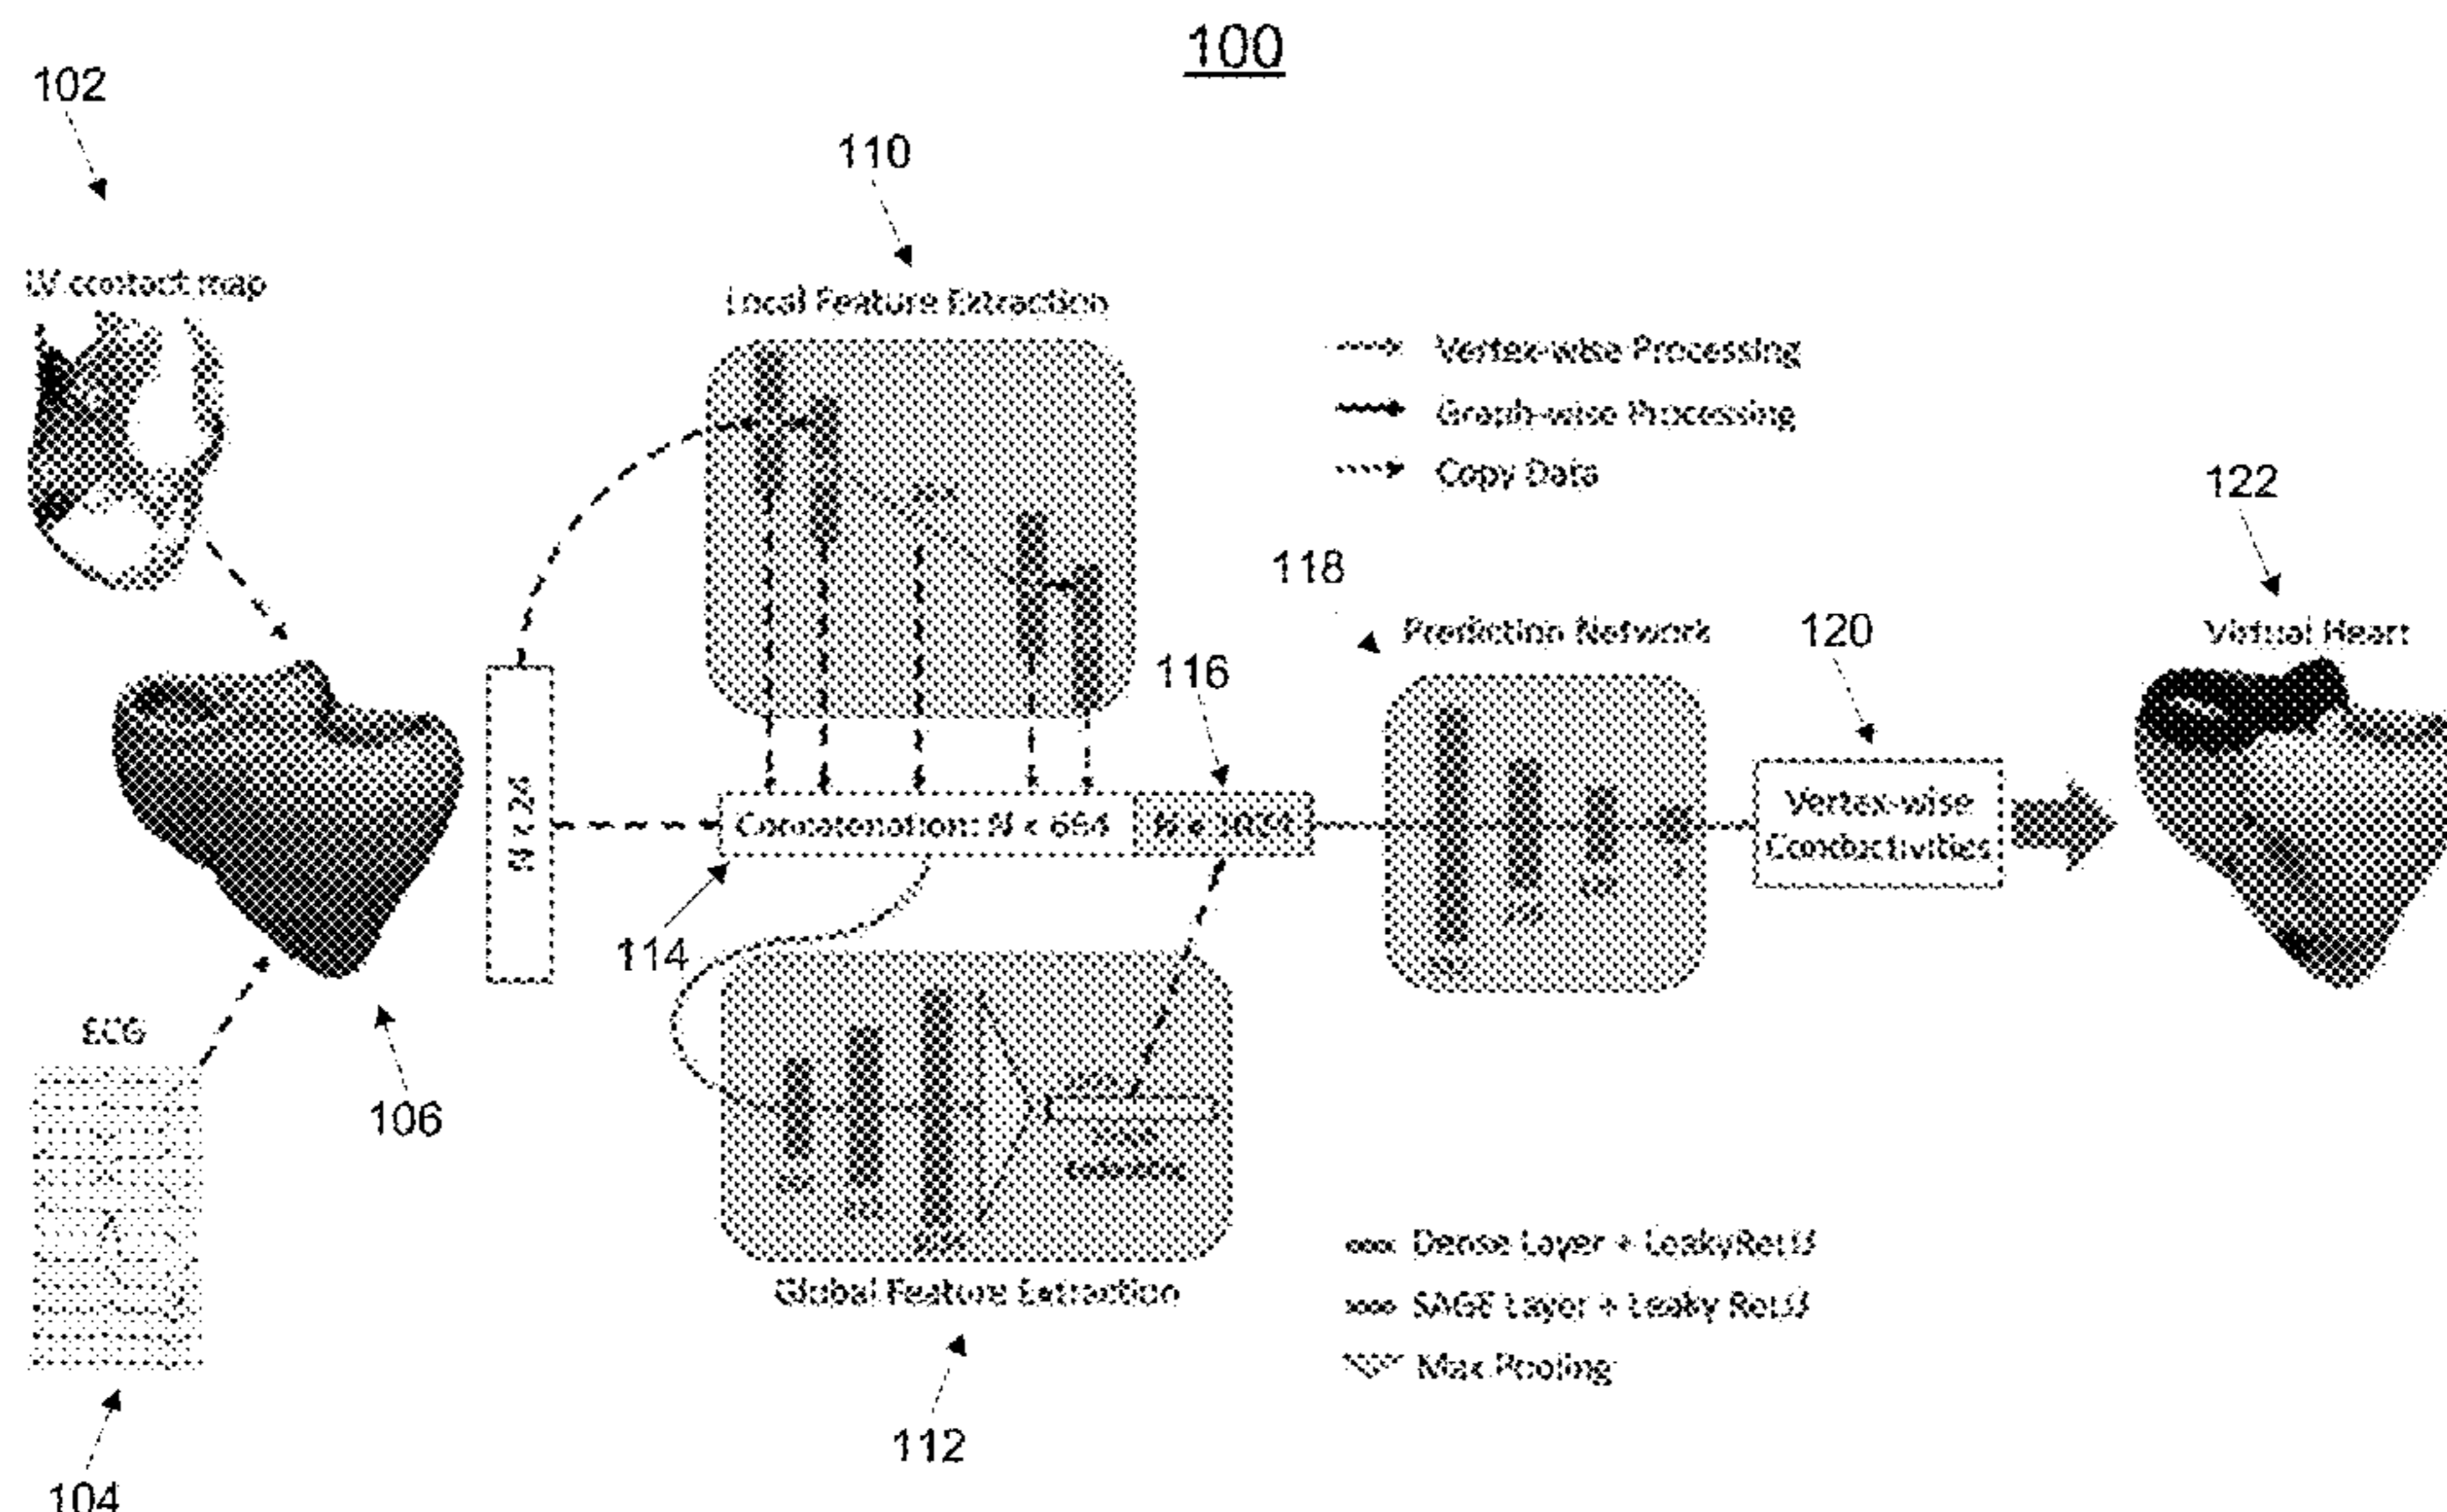 100
102
110
LV contact map
Local Feature Extraction
Vertex-wise Processing
Graph-wise Processing
Copy Data
122
118
Prediction Network
120
Virtual Heart
116
N x 24
Concatenation: N x
N x
Vertex-wise
Conductivities
114
ECG
106
Global Feature Extraction
Dense Layer + LeakyReLU
SAGE Layer + Leaky ReLU
Max Pooling
112
104